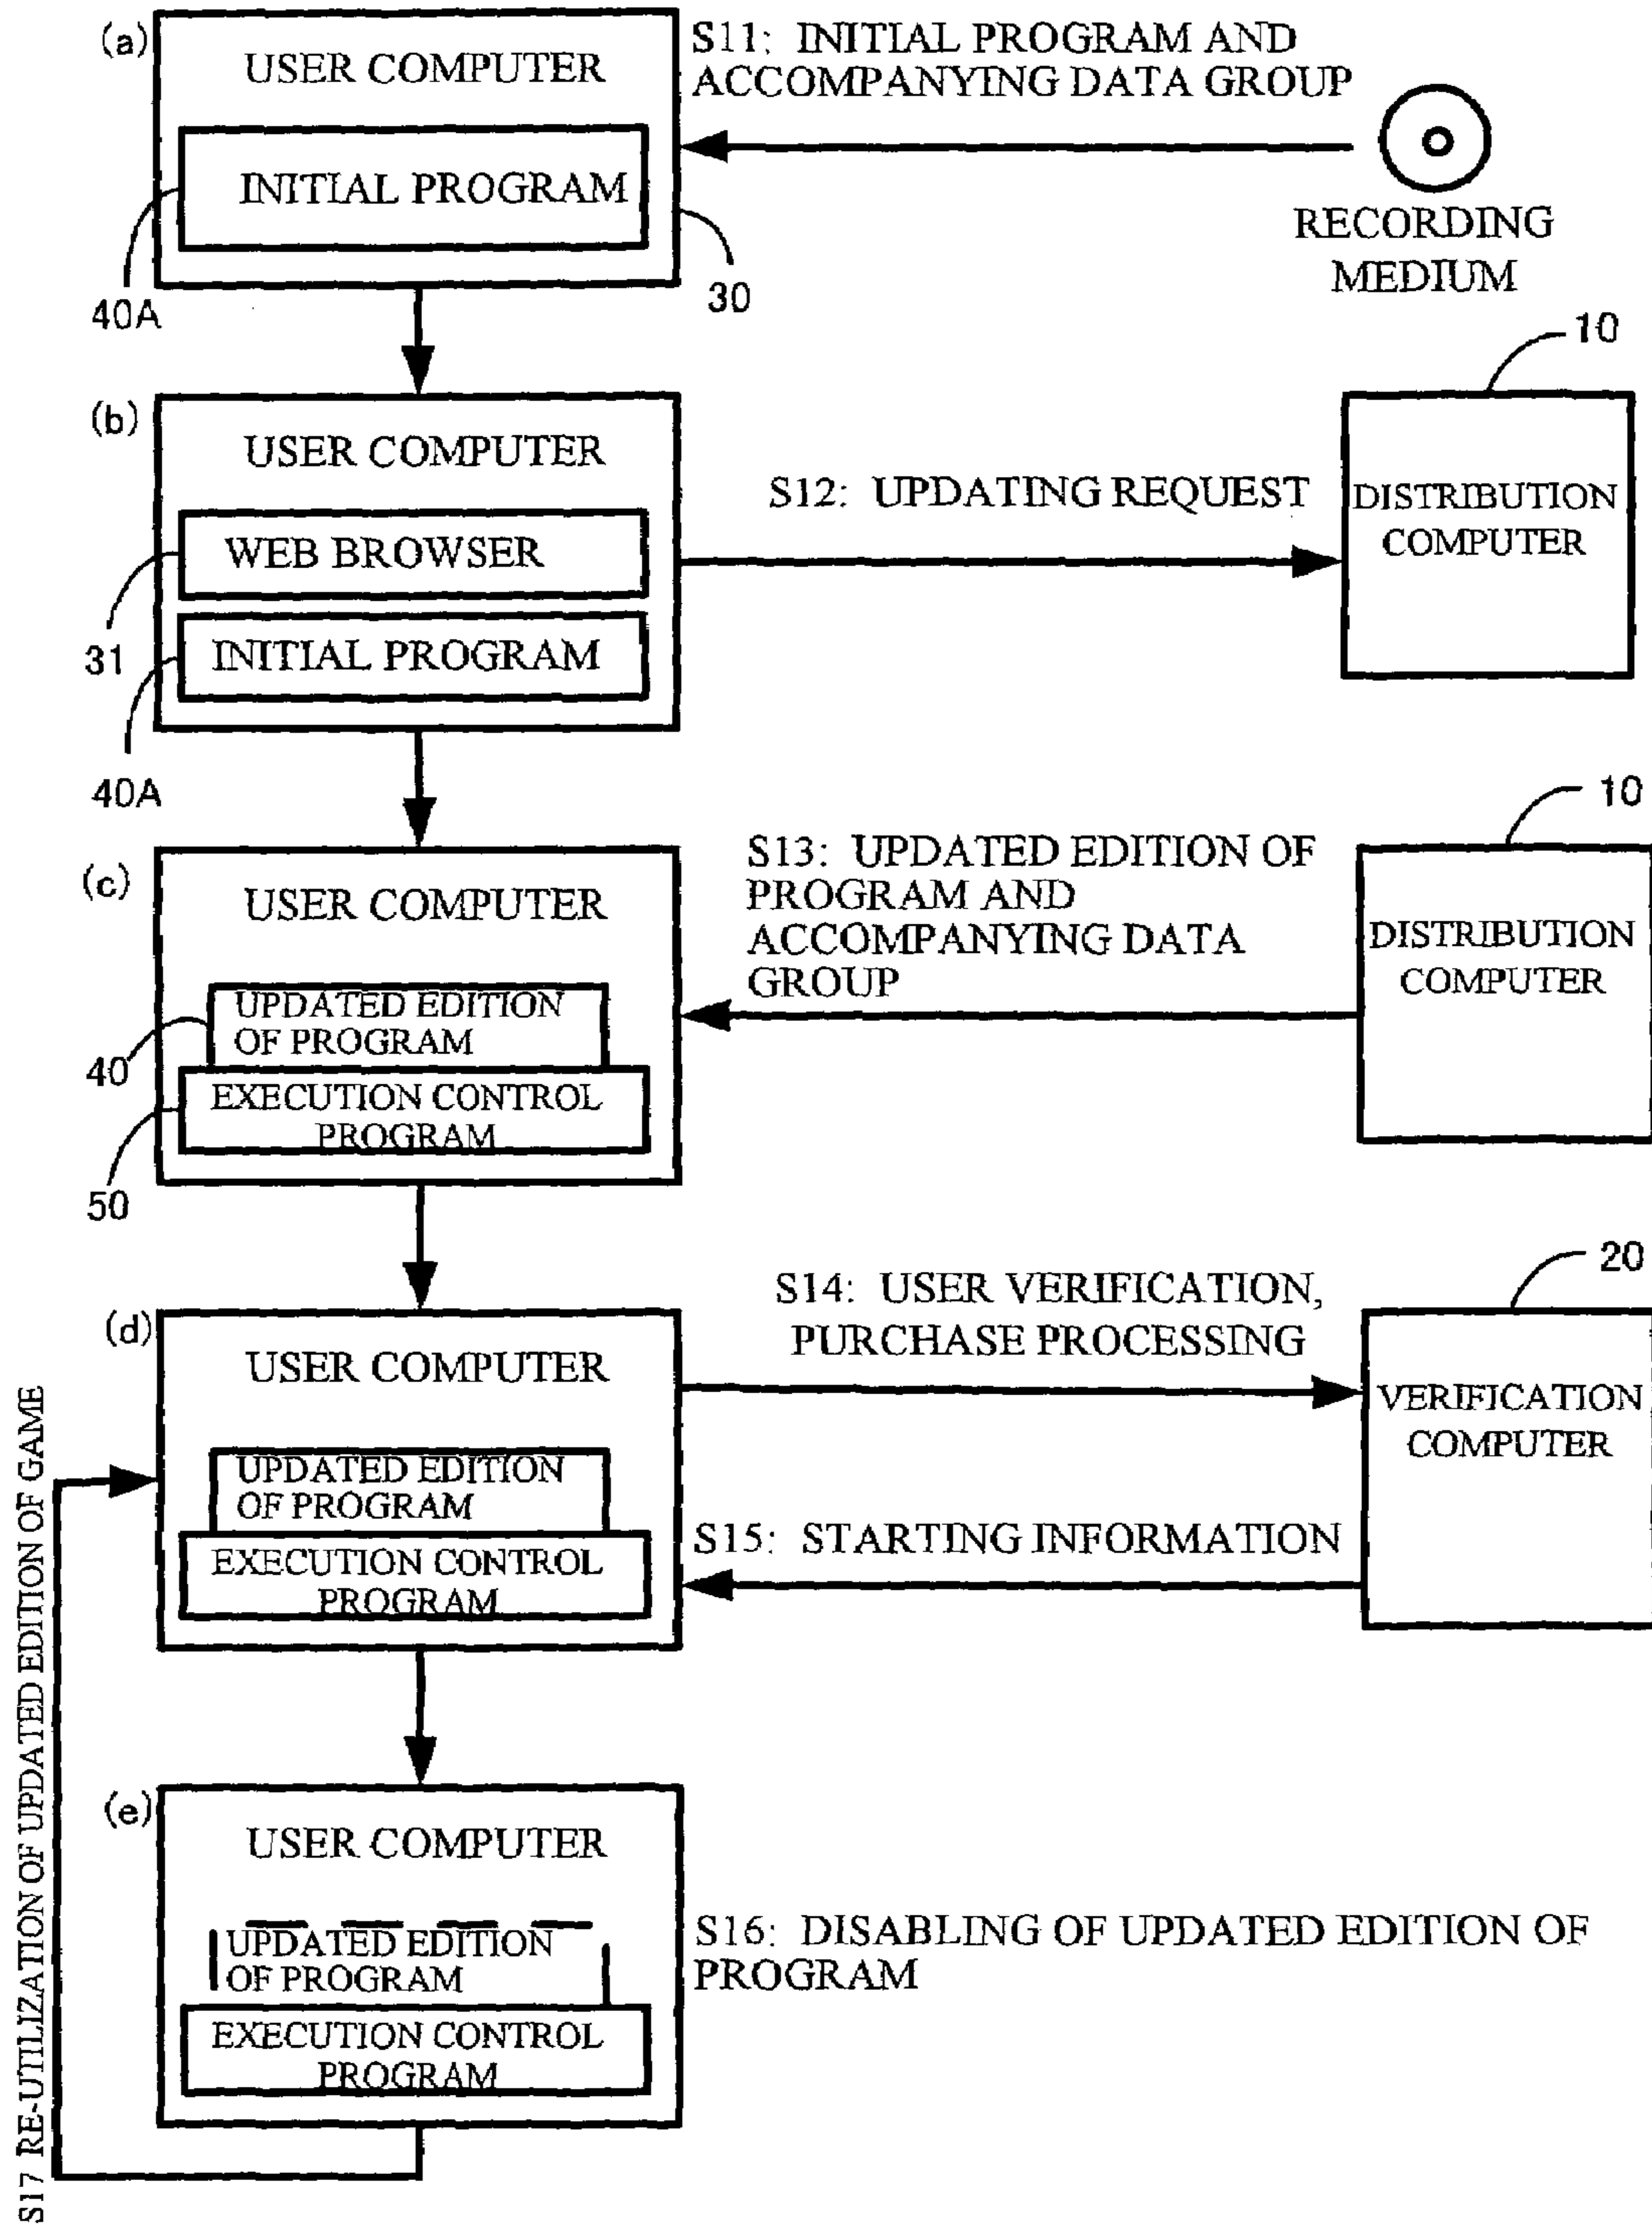 (a)
USER COMPUTER
INITIAL PROGRAM
40A
30
S11: INITIAL PROGRAM AND
ACCOMPANYING DATA GROUP
RECORDING
MEDIUM
(b)
USER COMPUTER
WEB BROWSER
31
INITIAL PROGRAM
40A
S12: UPDATING REQUEST
10
DISTRIBUTION
COMPUTER
(c)
USER COMPUTER
UPDATED EDITION
OF PROGRAM
40
EXECUTION CONTROL
PROGRAM
50
S13: UPDATED EDITION OF
PROGRAM AND
ACCOMPANYING DATA
GROUP
10
DISTRIBUTION
COMPUTER
(d)
USER COMPUTER
UPDATED EDITION
OF PROGRAM
EXECUTION CONTROL
PROGRAM
S14: USER VERIFICATION,
PURCHASE PROCESSING
20
VERIFICATION
COMPUTER
S15: STARTING INFORMATION
(e)
USER COMPUTER
UPDATED EDITION
OF PROGRAM
EXECUTION CONTROL
PROGRAM
S16: DISABLING OF UPDATED EDITION OF
PROGRAM
S17 RE-UTILIZATION OF UPDATED EDITION OF GAME